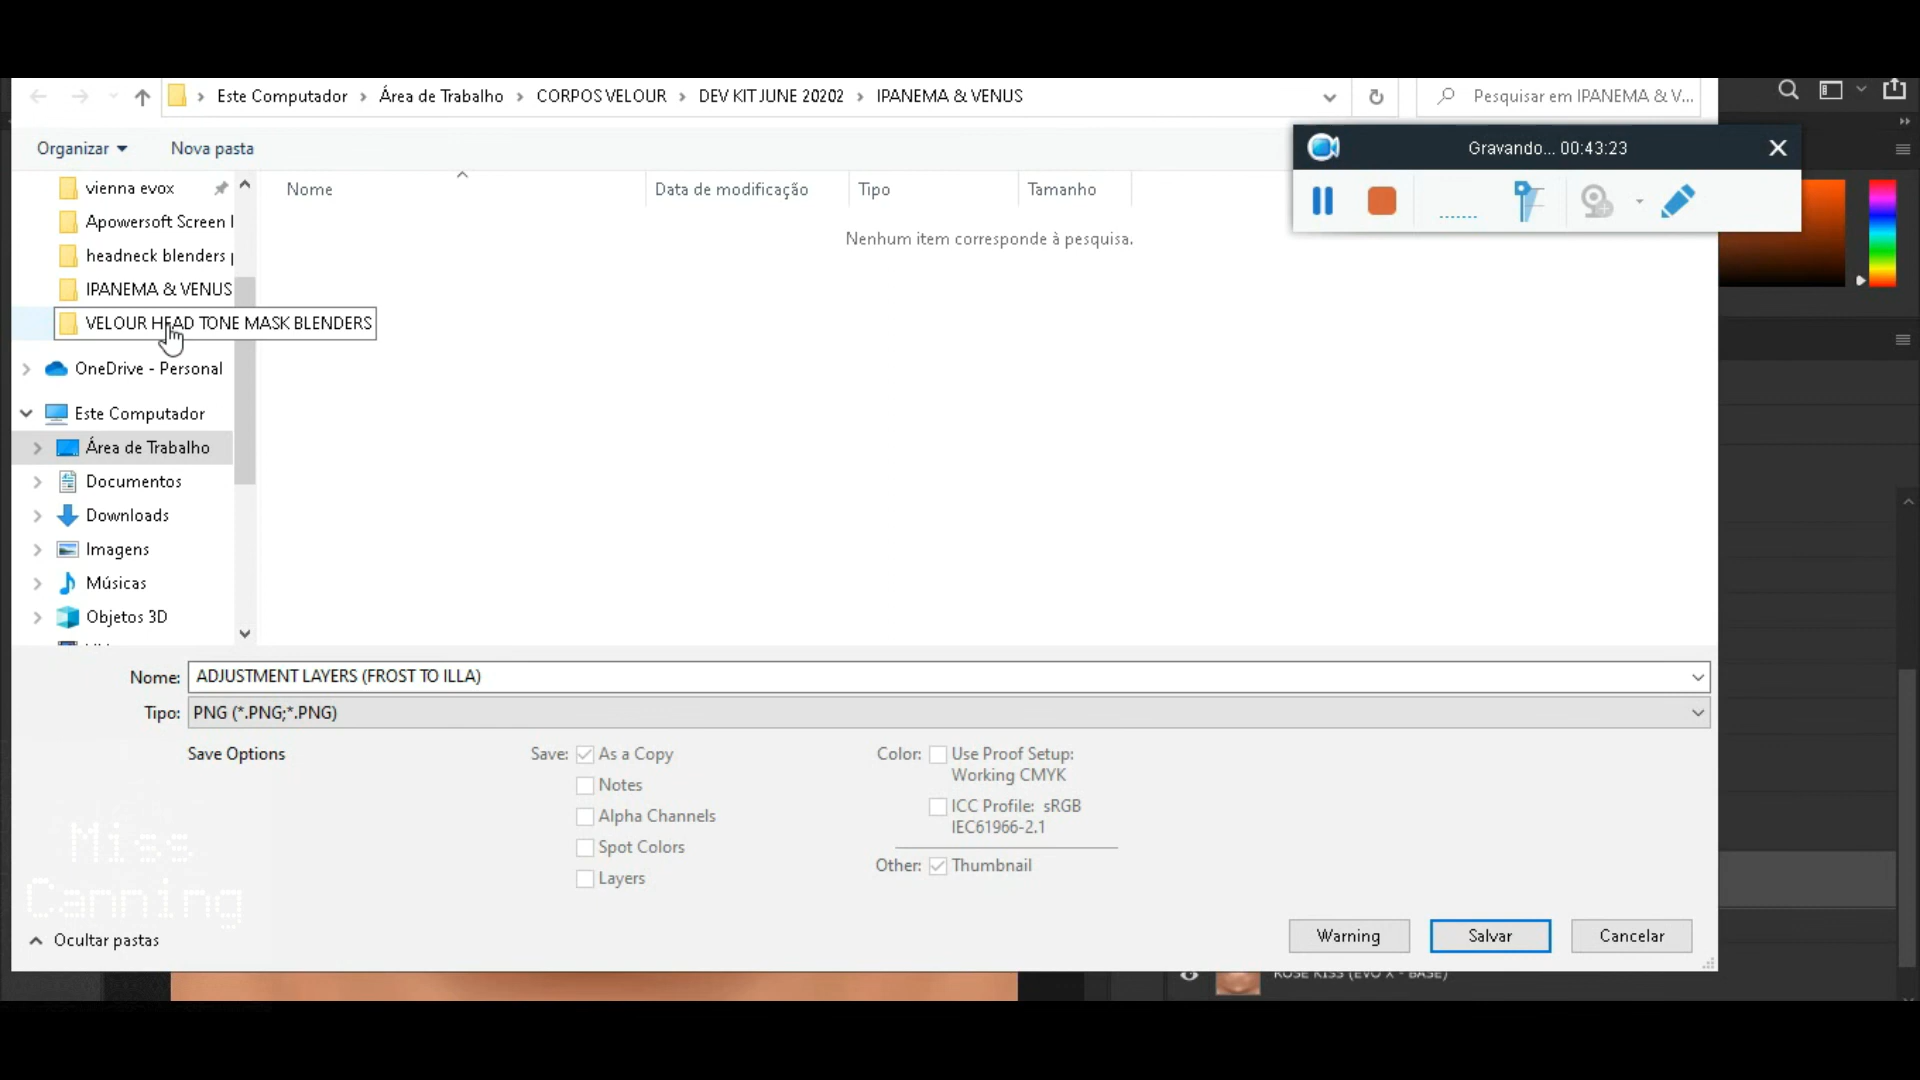 Este Computador > Área de Trabalho > CORPOS VELOUR > DEV KIT JUNE 20202 > IPANEMA & VENUS
Pesquisar em IPANEMA & V...
Organizar
Nova pasta
Gravando... 00:43:23
Nome
Data de modificação
Tipo
Tamanho
Nenhum item corresponde à pesquisa.
vienna evox
Apowersoft Screen
headneck blenders
IPANEMA & VENUS
VELOUR HEAD TONE MASK BLENDERS
OneDrive - Personal
Este Computador
Área de Trabalho
Documentos
Downloads
Imagens
Músicas
Objetos 3D
Nome: ADJUSTMENT LAYERS (FROST TO ILLA)
Tipo: PNG (*.PNG;*.PNG)
Save Options
Save: As a Copy
Notes
Alpha Channels
Spot Colors
Layers
Color: Use Proof Setup:
Working CMYK
ICC Profile: sRGB
IEC61966-2.1
Other: Thumbnail
Miss
Canning
Ocultar pastas
Warning
Salvar
Cancelar
ROSE KISS (EVO X - BASE)